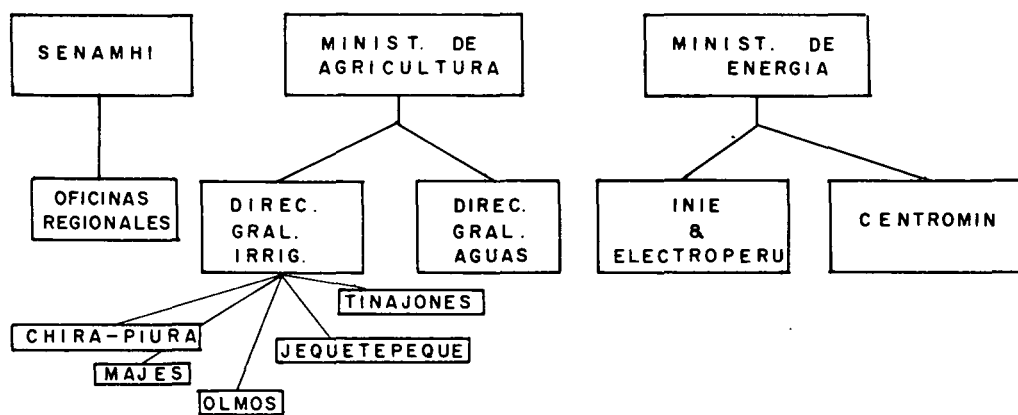 SENAMHI
MINIST. DE
AGRICULTURA
MINIST. DE
ENERGIA
OFICINAS
REGIONALES
DIREC.
GRAL.
IRRIG.
DIREC.
GRAL.
AGUAS
INIE
&
ELECTROPERU
CENTROMIN
TINAJONES
CHIRA-PIURA
JEQUETEPEQUE
MAJES
OLMOS